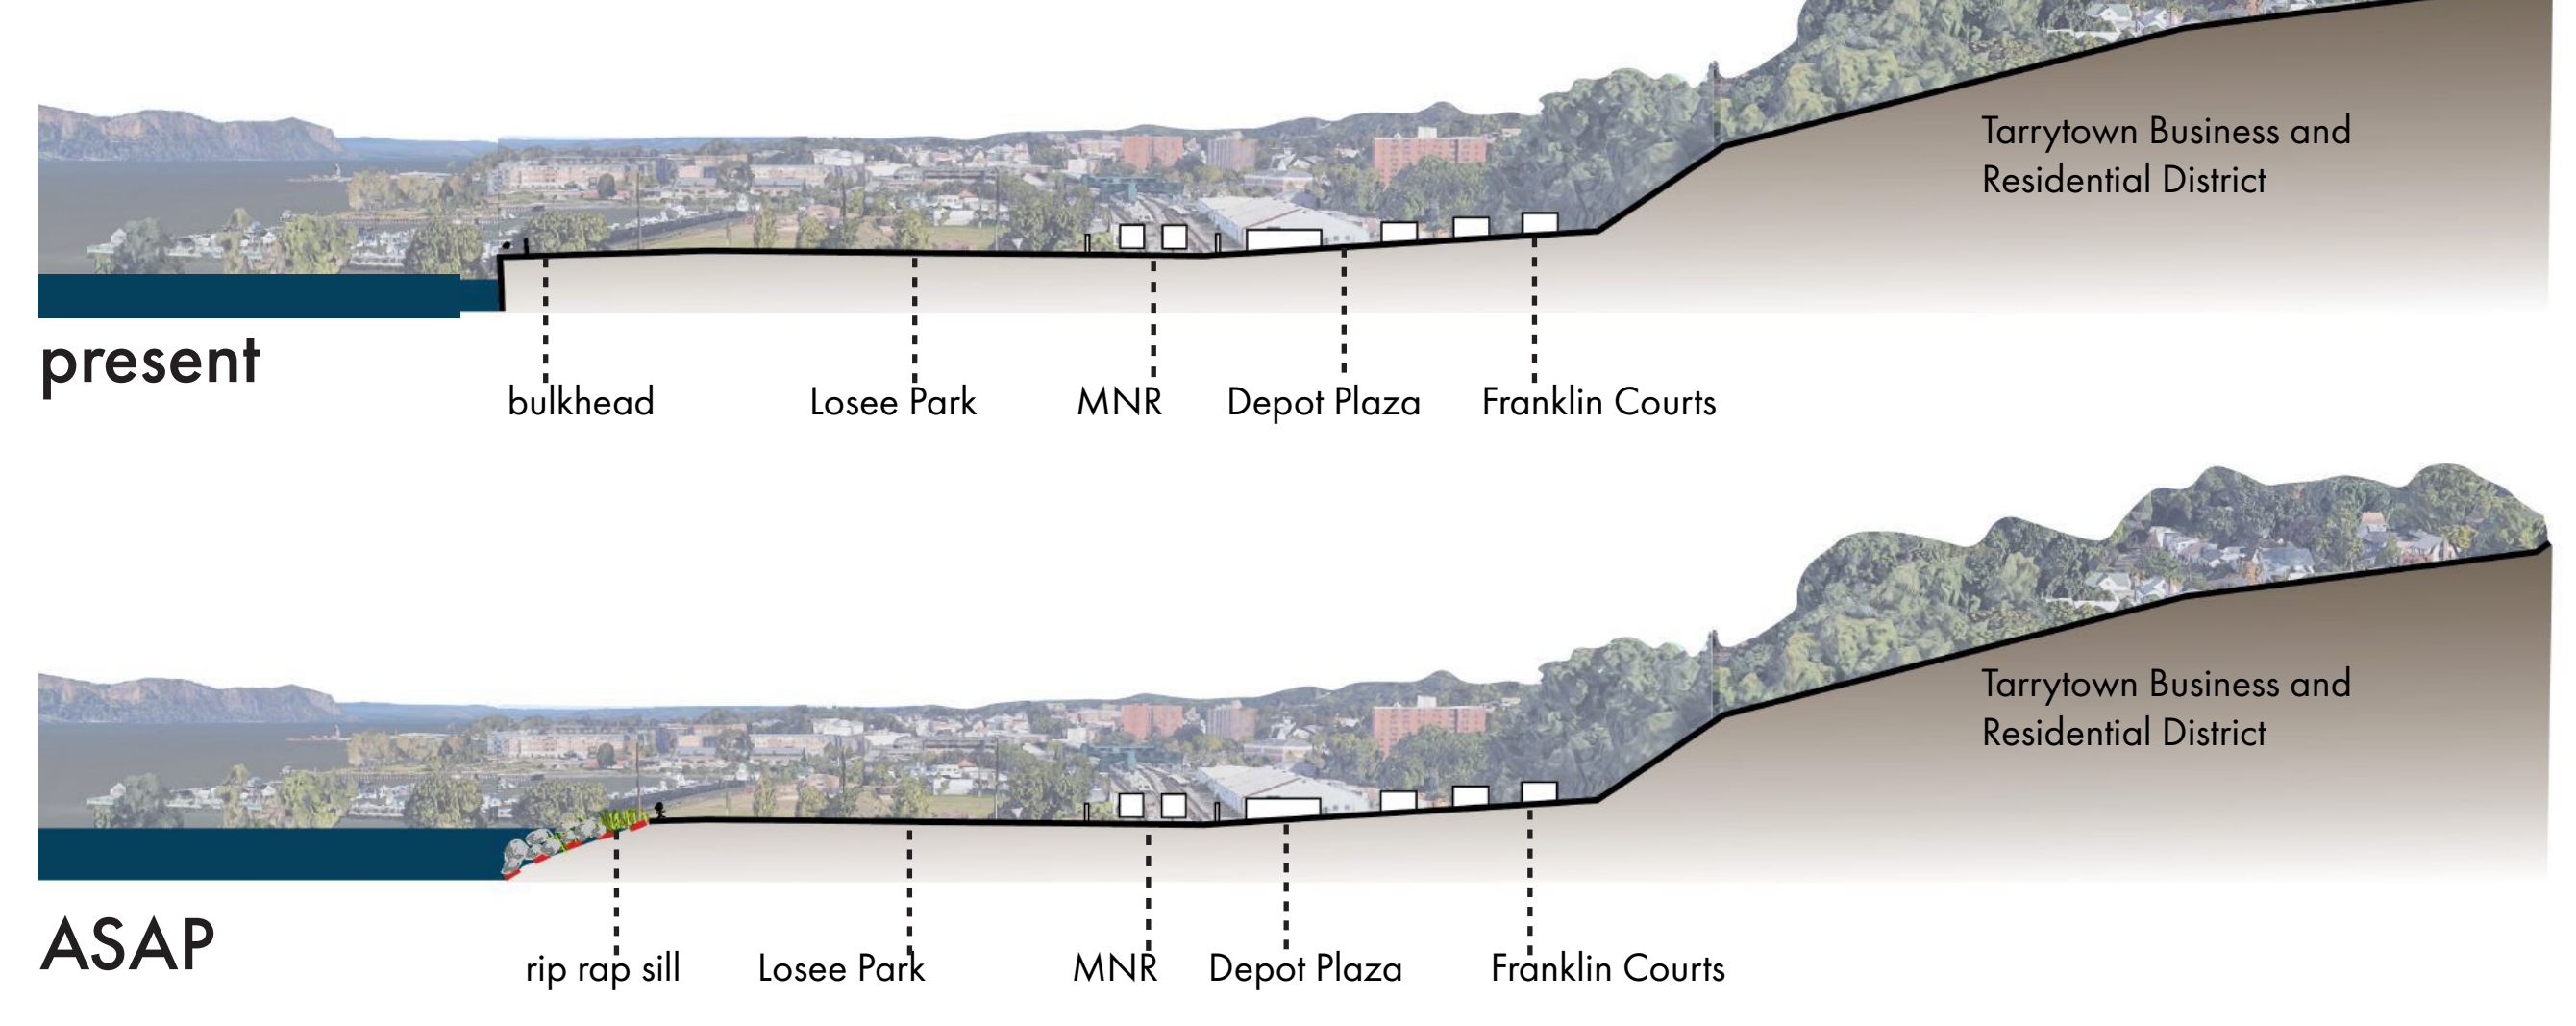 Tarrytown Business and
Residential District
present
bulkhead
Losee Park
MNR
Depot Plaza
Franklin Courts
Tarrytown Business and
Residential District
ASAP
rip rap sill
Losee Park
MNR
Depot Plaza
Franklin Courts